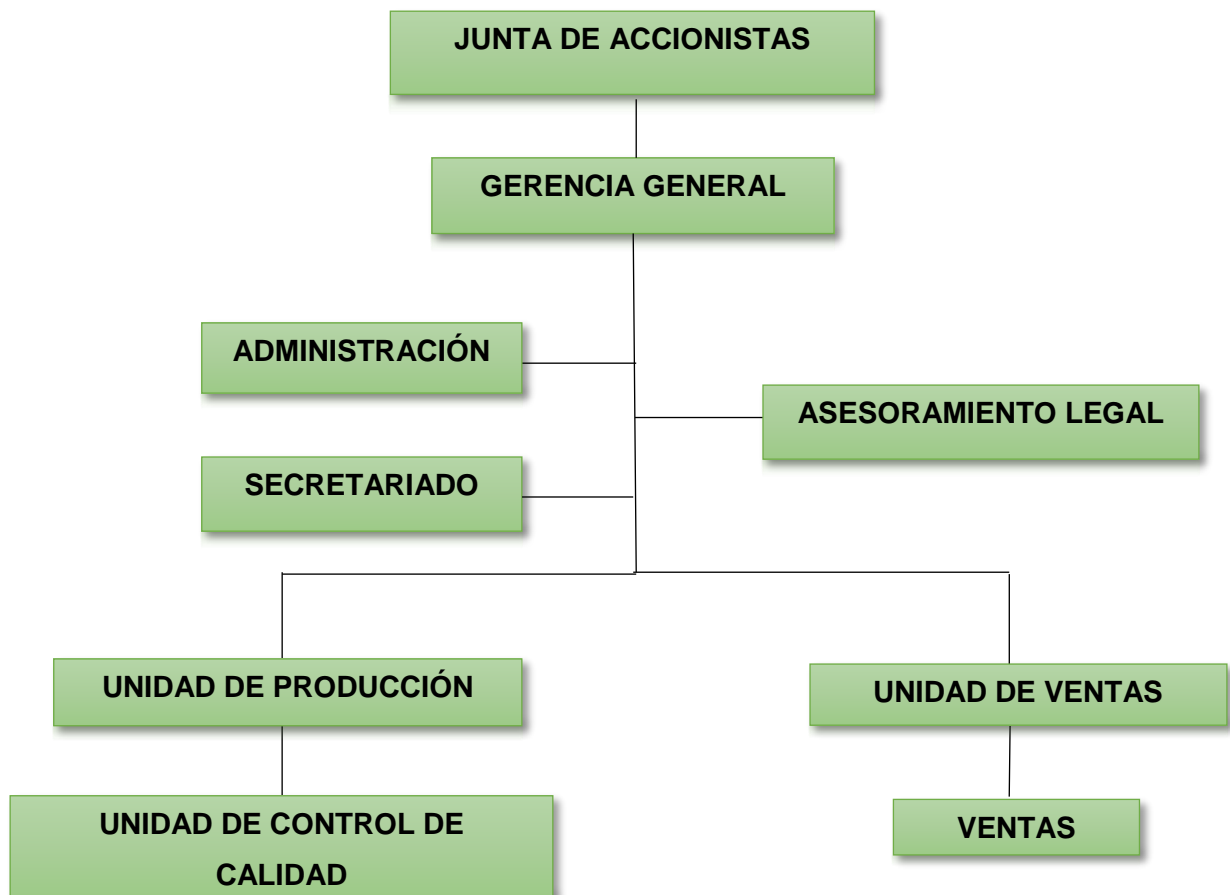 JUNTA DE ACCIONISTAS
GERENCIA GENERAL
ADMINISTRACIÓN
ASESORAMIENTO LEGAL
SECRETARIADO
UNIDAD DE PRODUCCIÓN
UNIDAD DE VENTAS
UNIDAD DE CONTROL DE
CALIDAD
VENTAS